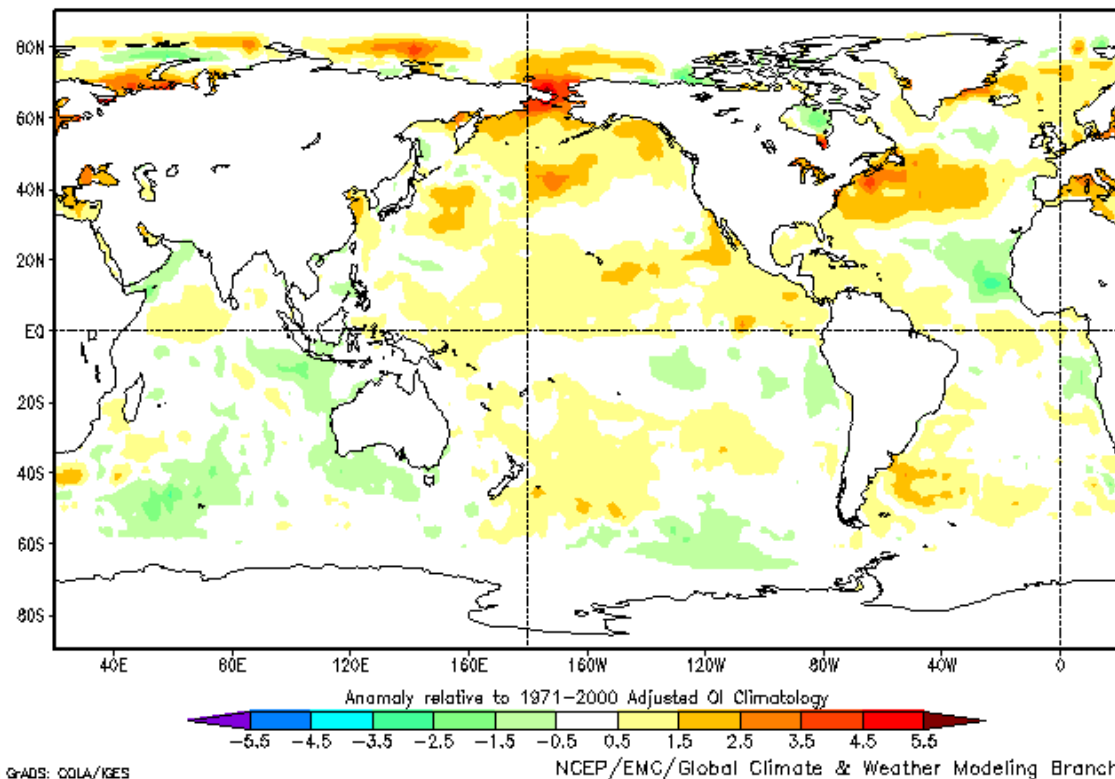 80N
60N
40N
20N
EQ
20S
40S
60S
80S
40E 80E 120E 160E 160W 120W 80W 40W 0
Anomaly relative to 1971-2000 Adjusted OI Climatology
-5.5 -4.5 -3.5 -2.5 -1.5 -0.5 0.5 1.5 2.5 3.5 4.5 5.5
NCEP/EMC/Global Climate & Weather Modeling Branch
GrADS: COLA/IGES